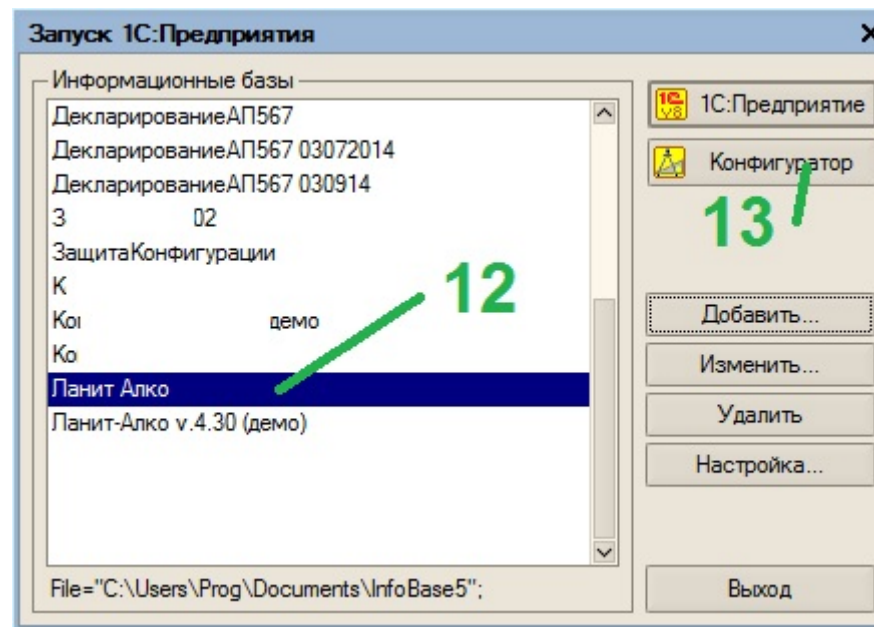 Запуск 1С:Предприятия
Информационные базы
ДекларированиеАП567
ДекларированиеАП567 03072014
ДекларированиеАП567 030914
З 02
ЗащитаКонфигурации
К
Ко демо
Ко
Ланит Алко
Ланит-Алко v.4.30 (демо)
File="C:\Users\Prog\Documents\InfoBase5";
1С:Предприятие
Конфигуратор
13
12
Добавить...
Изменить...
Удалить
Настройка...
Выход